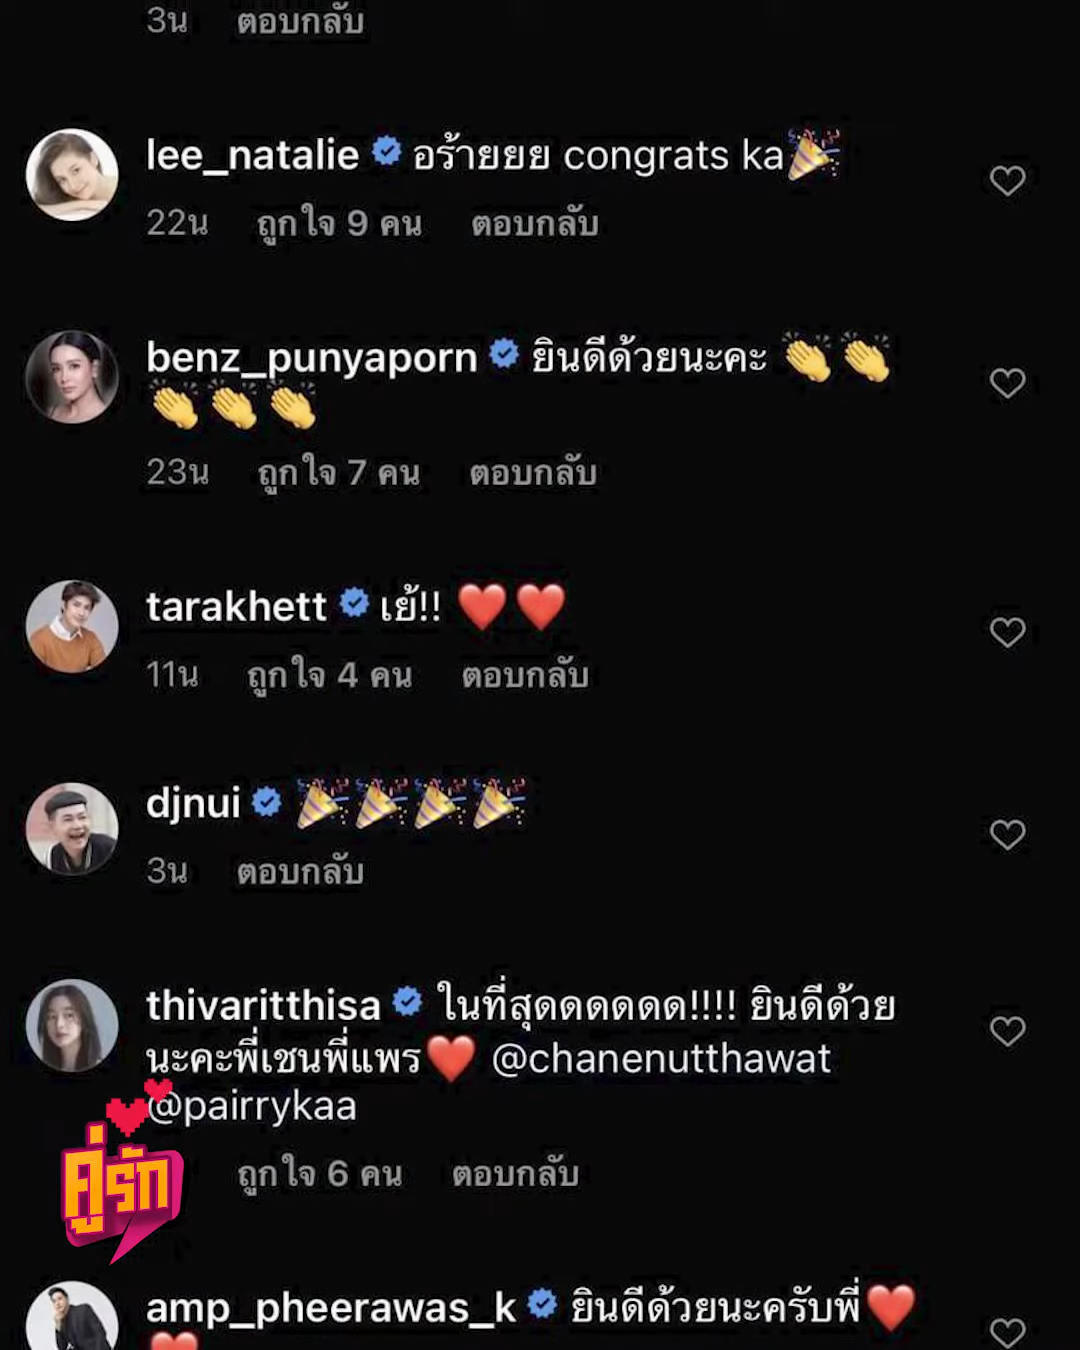 3น ตอบกลับ
lee_natalie อร้ายยย congrats ka🎉
22น ถูกใจ 9 คน ตอบกลับ
benz_punyaporn ยินดีด้วยนะคะ 👏👏
👏👏👏
23น ถูกใจ 7 คน ตอบกลับ
tarakhett เย้!! ❤️❤️
11น ถูกใจ 4 คน ตอบกลับ
djnui 🎉🎉🎉🎉
3น ตอบกลับ
thivaritthisa ในที่สุดดดดดด!!!! ยินดีด้วย
นะคะพี่เชนพี่แพร❤️ @chanenutthawat
@pairrykaa
ถูกใจ 6 คน ตอบกลับ
คู่รัก
amp_pheerawas_k ยินดีด้วยนะครับพี่❤️
❤️